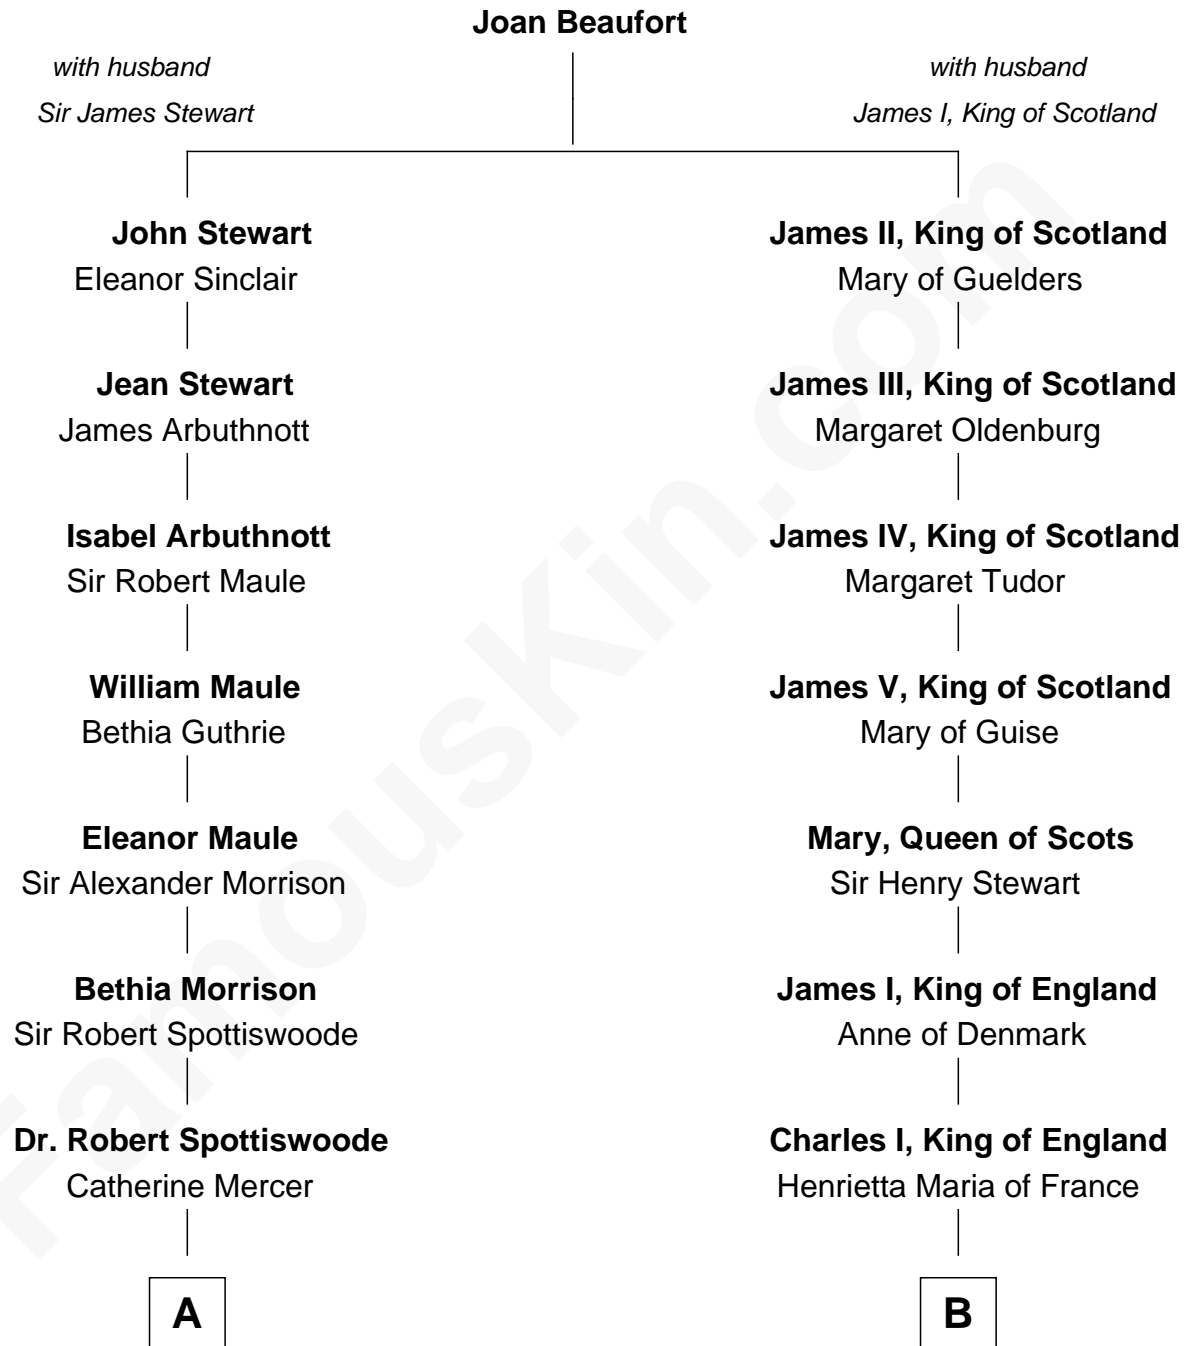 Joan Beaufort
with husband
Sir James Stewart
with husband
James I, King of Scotland
John Stewart
Eleanor Sinclair
James II, King of Scotland
Mary of Guelders
Jean Stewart
James Arbuthnott
James III, King of Scotland
Margaret Oldenburg
Isabel Arbuthnott
Sir Robert Maule
James IV, King of Scotland
Margaret Tudor
William Maule
Bethia Guthrie
James V, King of Scotland
Mary of Guise
Eleanor Maule
Sir Alexander Morrison
Mary, Queen of Scots
Sir Henry Stewart
Bethia Morrison
Sir Robert Spottiswoode
James I, King of England
Anne of Denmark
Dr. Robert Spottiswoode
Catherine Mercer
Charles I, King of England
Henrietta Maria of France
A
B
FamousKin.com